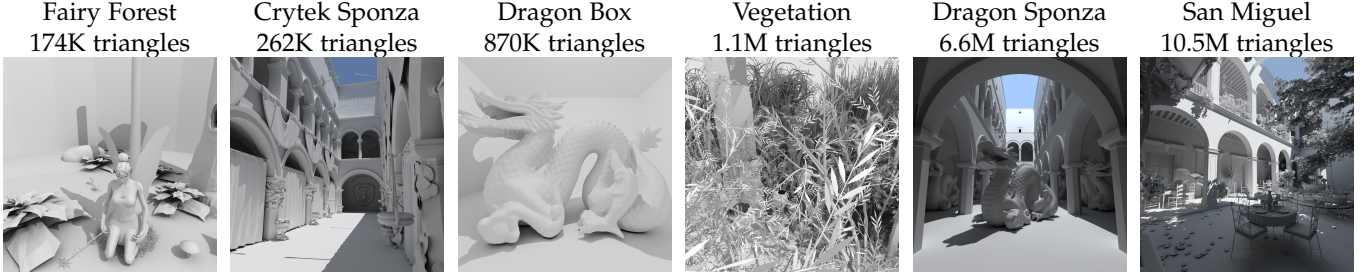 Fairy Forest
174K triangles
Crytek Sponza
262K triangles
Dragon Box
870K triangles
Vegetation
1.1M triangles
Dragon Sponza
6.6M triangles
San Miguel
10.5M triangles